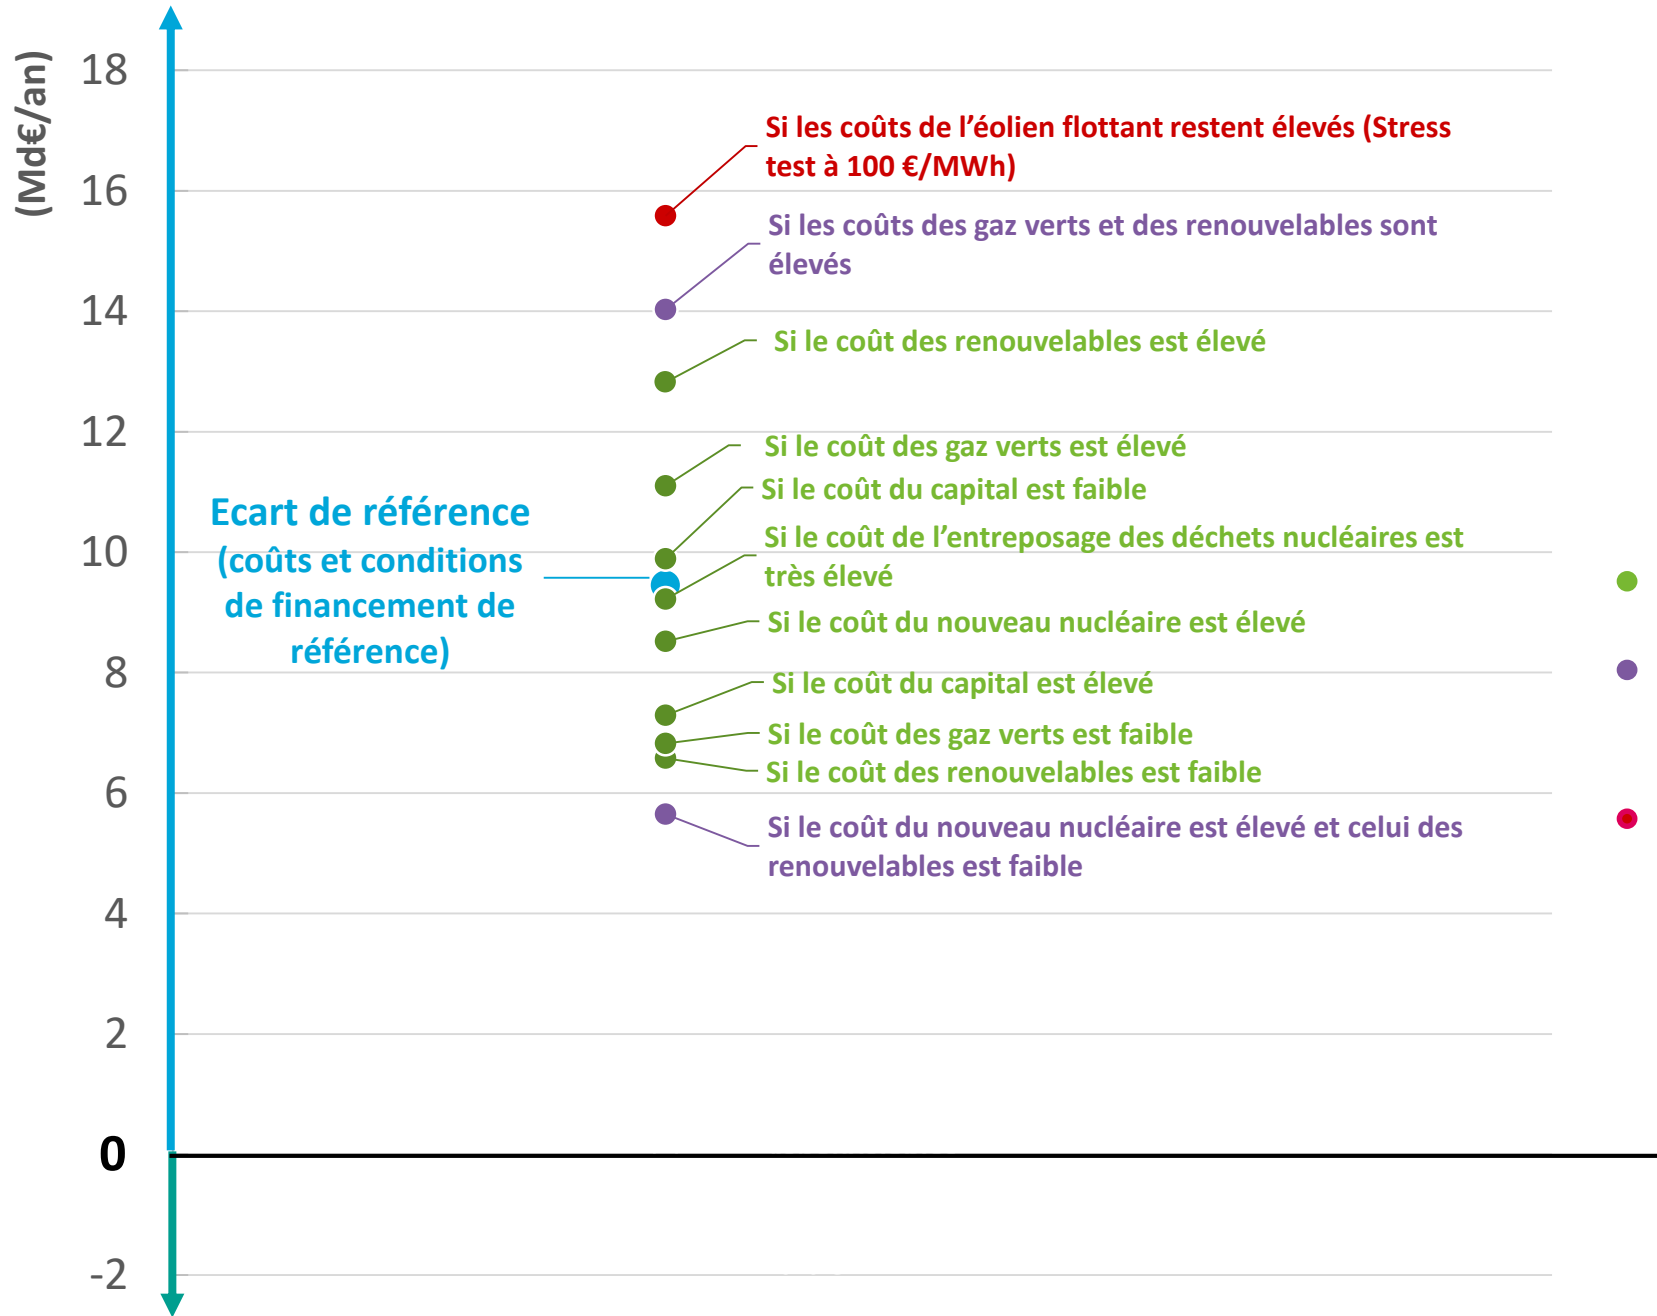 (Md€/an)
18
16
14
12
10
8
6
4
2
0
-2
Si les coûts de l’éolien flottant restent élevés (Stress
test à 100 €/MWh)
Si les coûts des gaz verts et des renouvelables sont
élevés
Si le coût des renouvelables est élevé
Si le coût des gaz verts est élevé
Si le coût du capital est faible
Ecart de référence
(coûts et conditions
de financement de
référence)
Si le coût de l’entreposage des déchets nucléaires est
très élevé
Si le coût du nouveau nucléaire est élevé
Si le coût du capital est élevé
Si le coût des gaz verts est faible
Si le coût des renouvelables est faible
Si le coût du nouveau nucléaire est élevé et celui des
renouvelables est faible